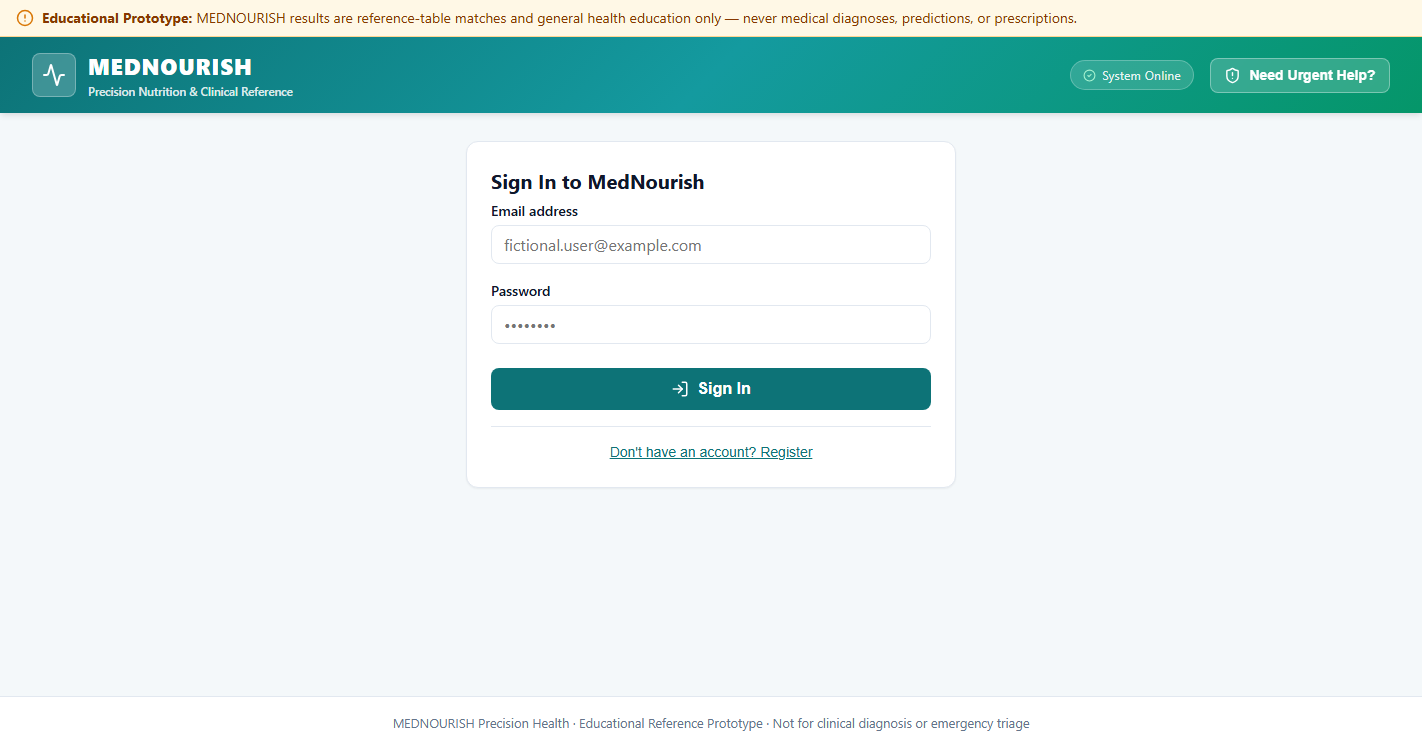 Educational Prototype: MEDNOURISH results are reference-table matches and general health education only — never medical diagnoses, predictions, or prescriptions.
MEDNOURISH
Precision Nutrition & Clinical Reference
System Online
Need Urgent Help?
Sign In to MedNourish
Email address
fictional.user@example.com
Password
••••••••
Sign In
Don't have an account? Register
MEDNOURISH Precision Health · Educational Reference Prototype · Not for clinical diagnosis or emergency triage